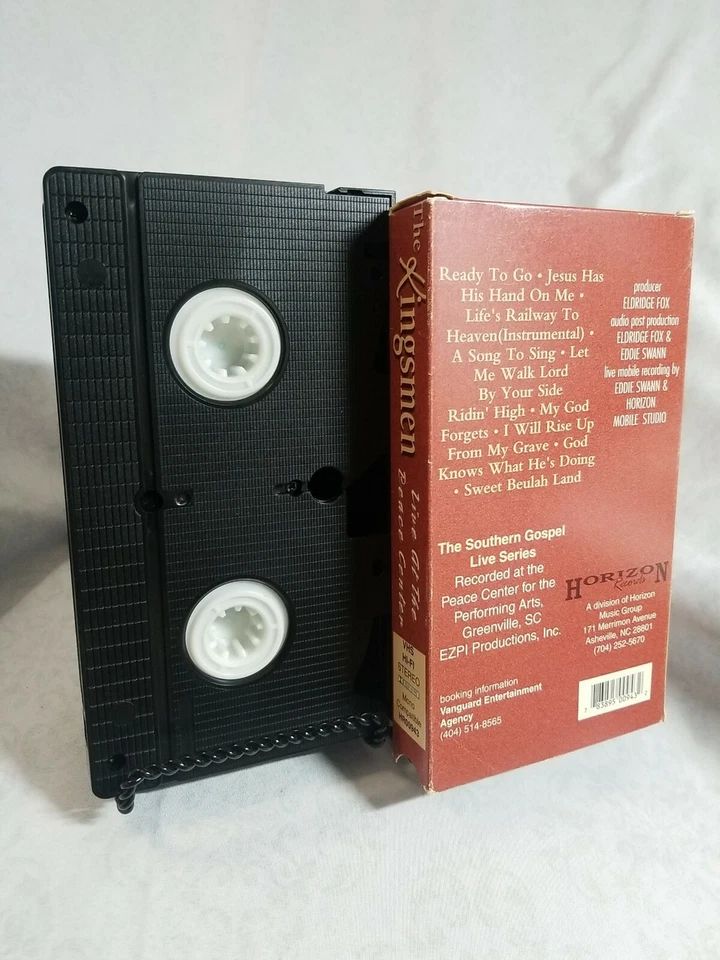 The Kingsmen
Live At The
Peace Center
VHS
HI-FI
STEREO
Mono
Compatible
Ready To Go • Jesus Has
His Hand On Me •
Life's Railway To
Heaven(Instrumental) •
A Song To Sing • Let
Me Walk Lord
By Your Side
Ridin' High • My God
Forgets • I Will Rise Up
From My Grave • God
Knows What He's Doing
• Sweet Beulah Land
producer
ELDRIDGE FOX
audio post production
ELDRIDGE FOX &
EDDIE SWANN
live mobile recording by
EDDIE SWANN &
HORIZON
MOBILE STUDIO
The Southern Gospel
Live Series
Recorded at the
Peace Center for the
Performing Arts,
Greenville, SC
EZPI Productions, Inc.
HORIZON
Records
A division of Horizon
Music Group
171 Merrimon Avenue
Asheville, NC 28801
(704) 252-5670
booking information
Vanguard Entertainment
Agency
(404) 514-8565
7 83895 00943 2